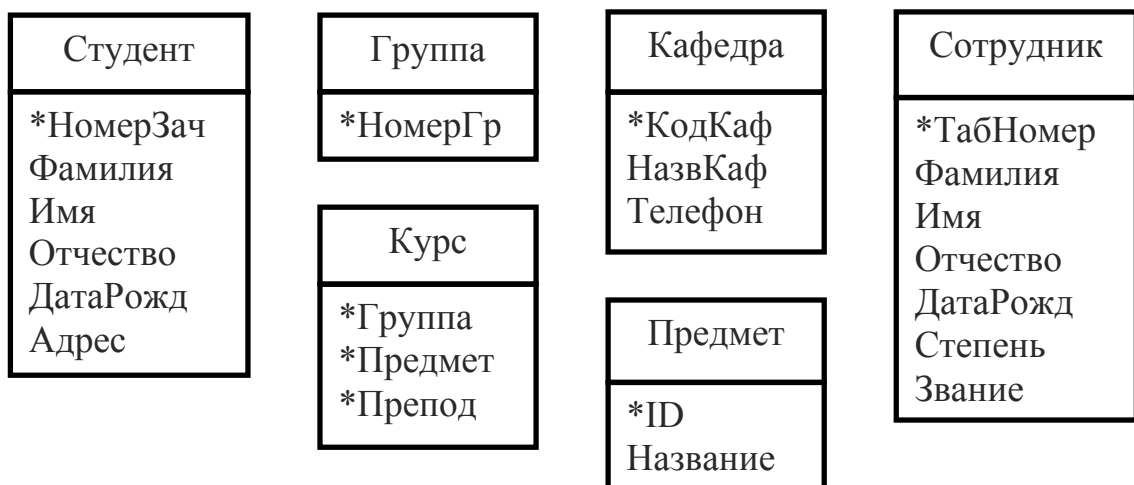 Студент
*НомерЗач
Фамилия
Имя
Отчество
ДатаРожд
Адрес
Группа
*НомерГр
Курс
*Группа
*Предмет
*Препод
Кафедра
*КодКаф
НазвКаф
Телефон
Предмет
*ID
Название
Сотрудник
*ТабНомер
Фамилия
Имя
Отчество
ДатаРожд
Степень
Звание